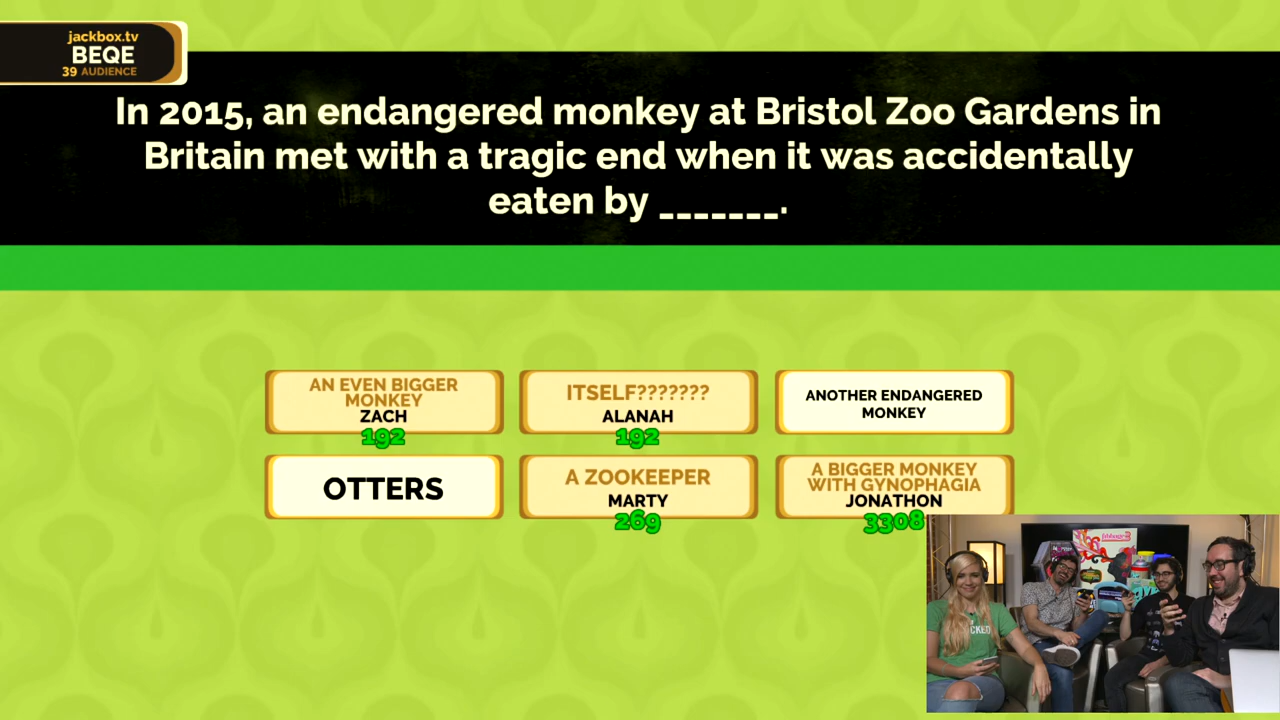 jackbox.tv
BEQE
39 AUDIENCE
In 2015, an endangered monkey at Bristol Zoo Gardens in
Britain met with a tragic end when it was accidentally
eaten by _______.
AN EVEN BIGGER
MONKEY
ZACH
192
ITSELF???????
ALANAH
192
ANOTHER ENDANGERED
MONKEY
OTTERS
A ZOOKEEPER
MARTY
269
A BIGGER MONKEY
WITH GYNOPHAGIA
JONATHON
3308